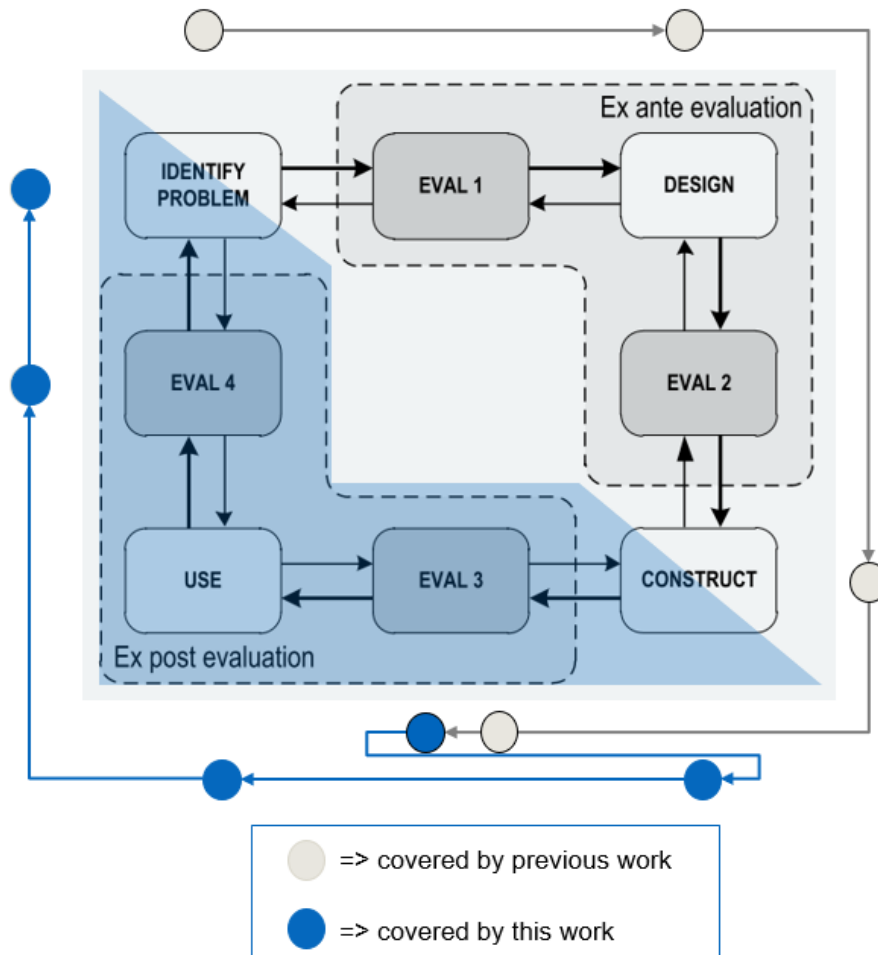 Ex ante evaluation
IDENTIFY
PROBLEM
EVAL 1
DESIGN
EVAL 4
EVAL 2
USE
EVAL 3
CONSTRUCT
Ex post evaluation
=> covered by previous work
=> covered by this work